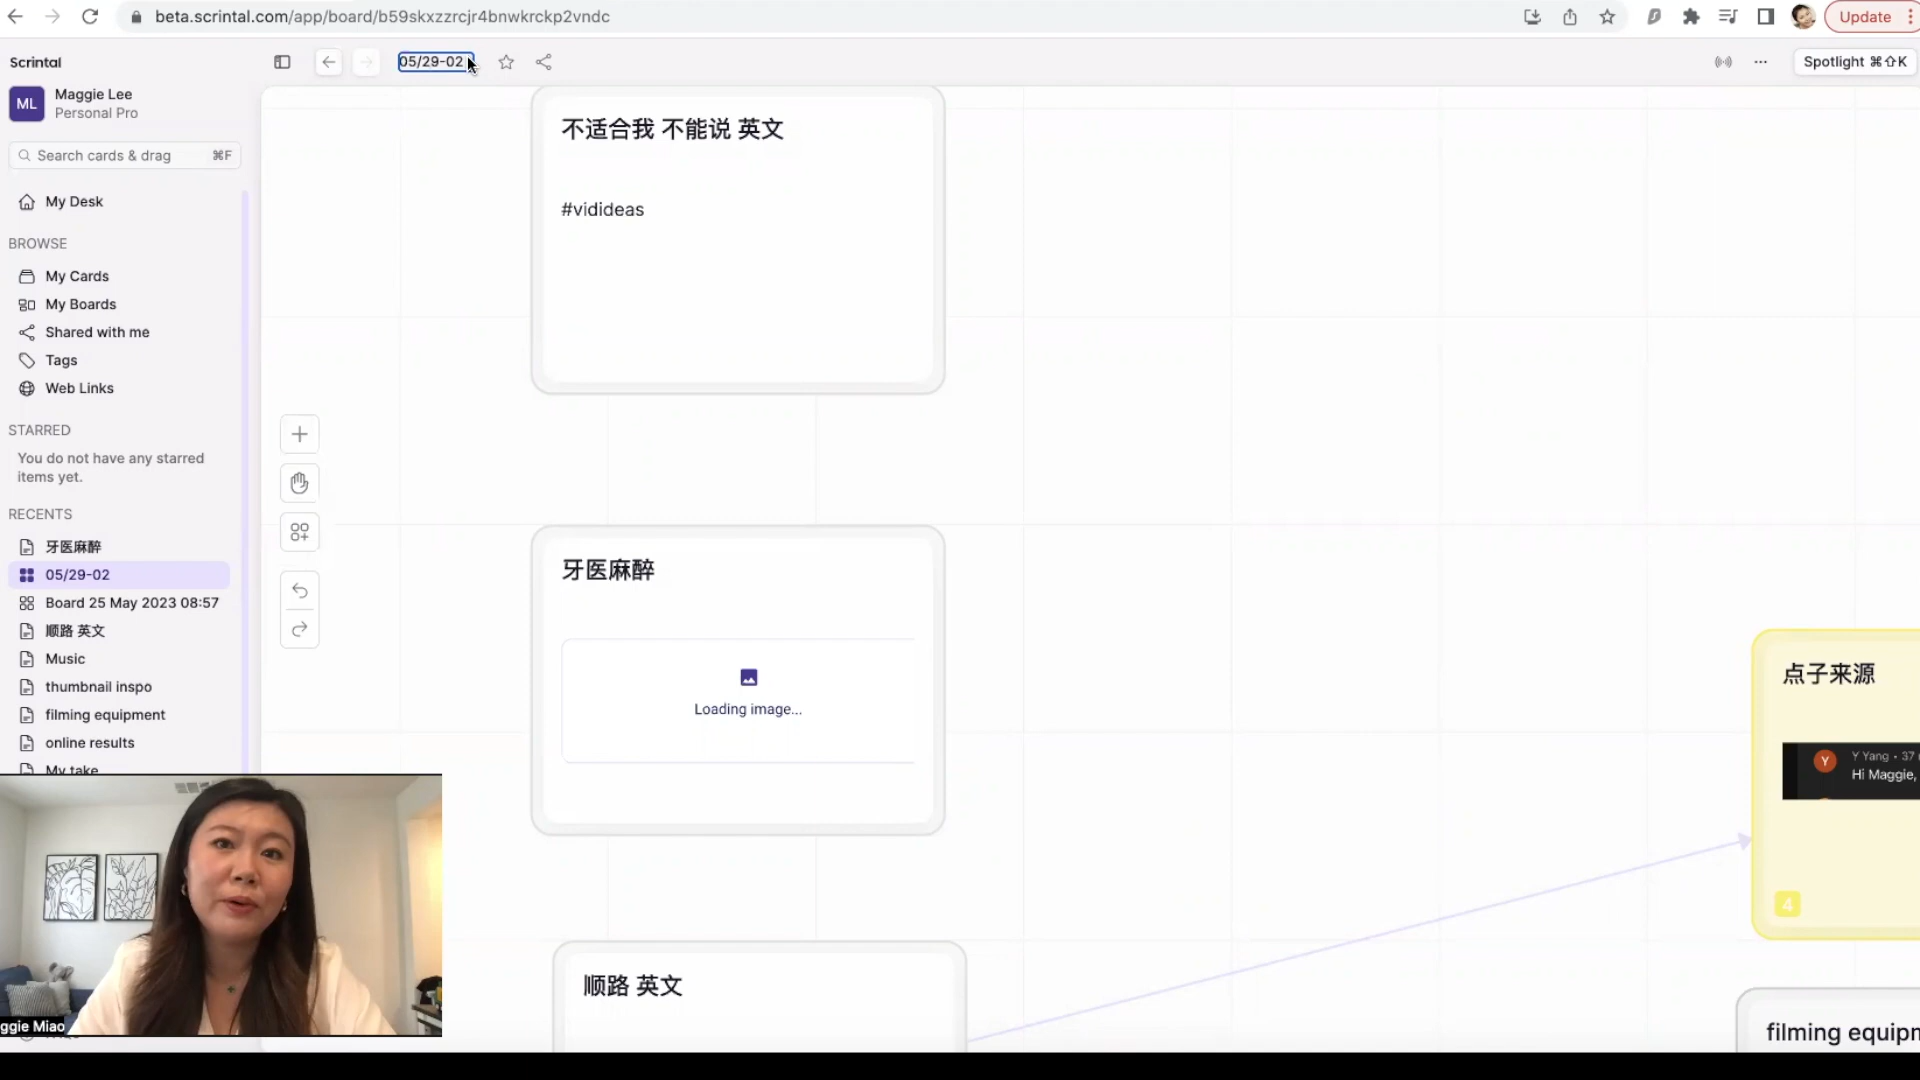 beta.scrintal.com/app/board/b59skxzzrcjr4bnwkrckp2vndc
Update
Scrintal
05/29-02
Spotlight ⌘⇧K
ML
Maggie Lee
Personal Pro
Search cards & drag ⌘F
My Desk
BROWSE
My Cards
My Boards
Shared with me
Tags
Web Links
STARRED
You do not have any starred
items yet.
RECENTS
牙医麻醉
05/29-02
Board 25 May 2023 08:57
顺路 英文
Music
thumbnail inspo
filming equipment
online results
My take
不适合我 不能说 英文
#vidideas
牙医麻醉
Loading image...
顺路 英文
点子来源
Y
Y Yang • 37
Hi Maggie,
4
filming equipm
ggie Miao